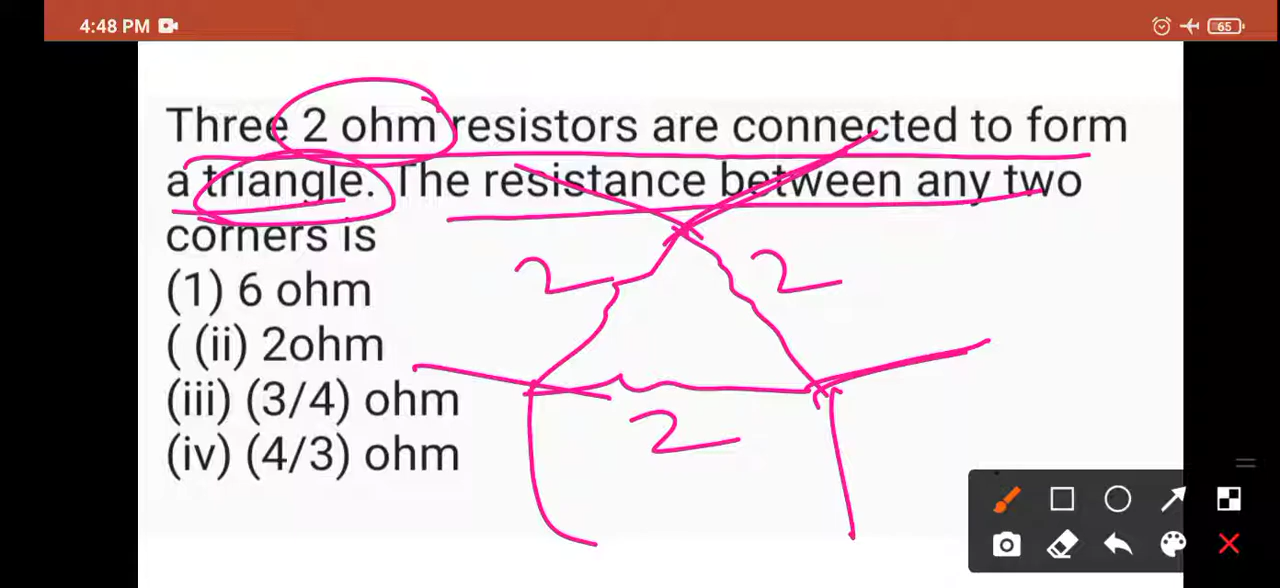 4:48 PM
65
Three 2 ohm resistors are connected to form
a triangle. The resistance between any two
corners is
(1) 6 ohm
( (ii) 2ohm
(iii) (3/4) ohm
(iv) (4/3) ohm
2 2
2